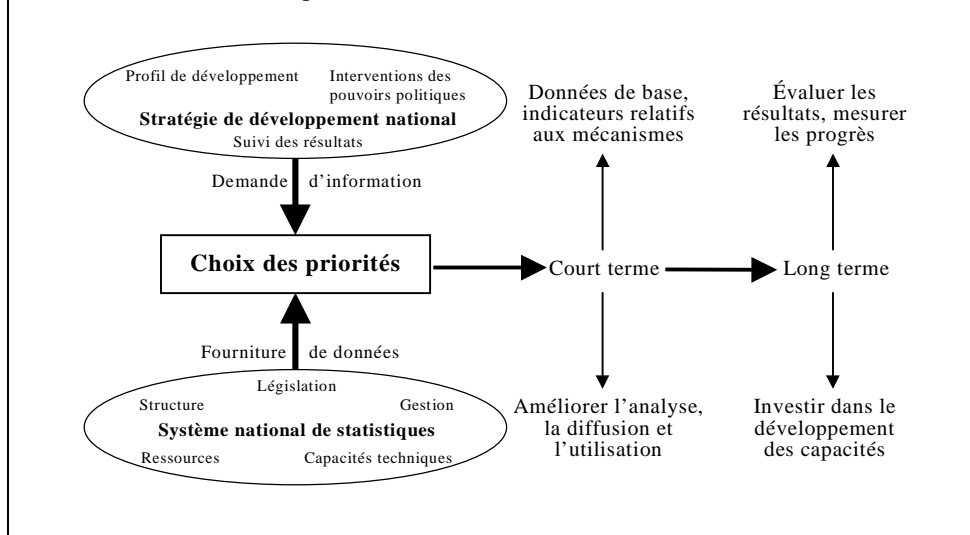 Profil de développement
Interventions des
pouvoirs politiques
Stratégie de développement national
Suivi des résultats
Demande d’information
Choix des priorités
Fourniture de données
Législation
Structure
Gestion
Système national de statistiques
Ressources
Capacités techniques
Données de base,
indicateurs relatifs
aux mécanismes
Court terme
Améliorer l’analyse,
la diffusion et
l’utilisation
Évaluer les
résultats, mesurer
les progrès
Long terme
Investir dans le
développement
des capacités